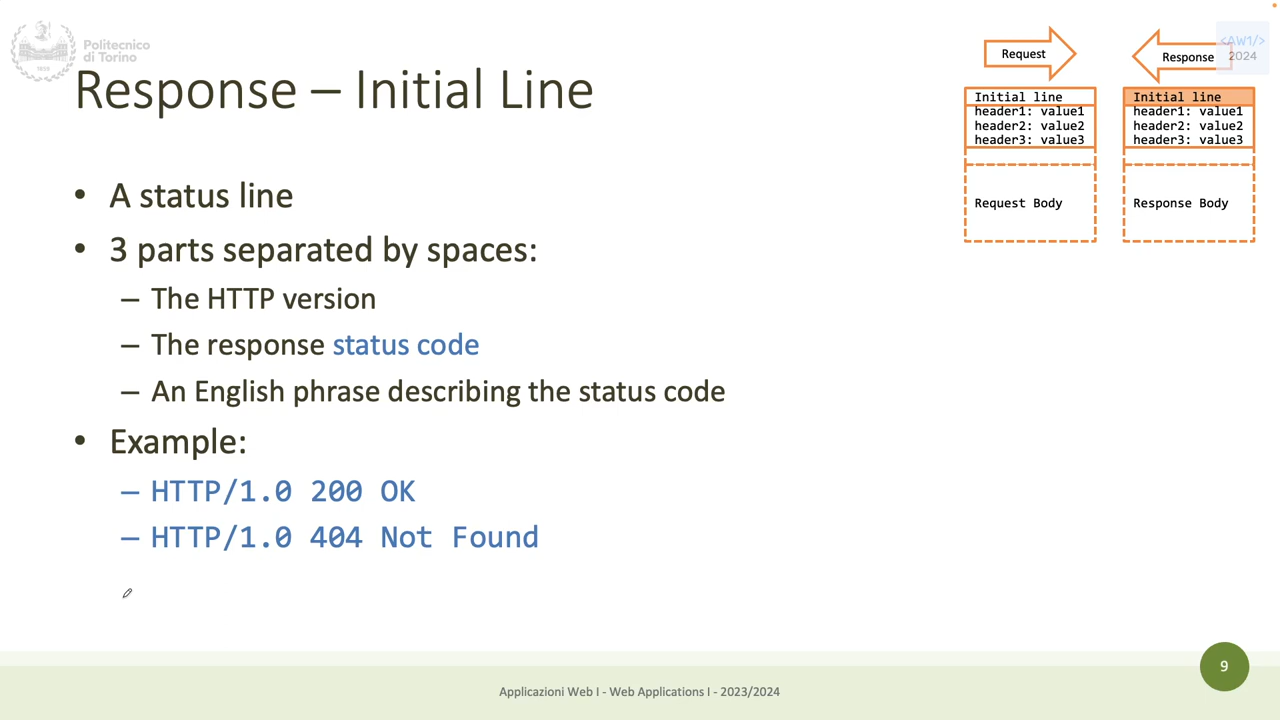 Politecnico
di Torino
1859
Response – Initial Line
• A status line
• 3 parts separated by spaces:
– The HTTP version
– The response status code
– An English phrase describing the status code
• Example:
– HTTP/1.0 200 OK
– HTTP/1.0 404 Not Found
Request
Initial line
header1: value1
header2: value2
header3: value3
Request Body
<AW1/>
2024
Response
Initial line
header1: value1
header2: value2
header3: value3
Response Body
Applicazioni Web I - Web Applications I - 2023/2024
9